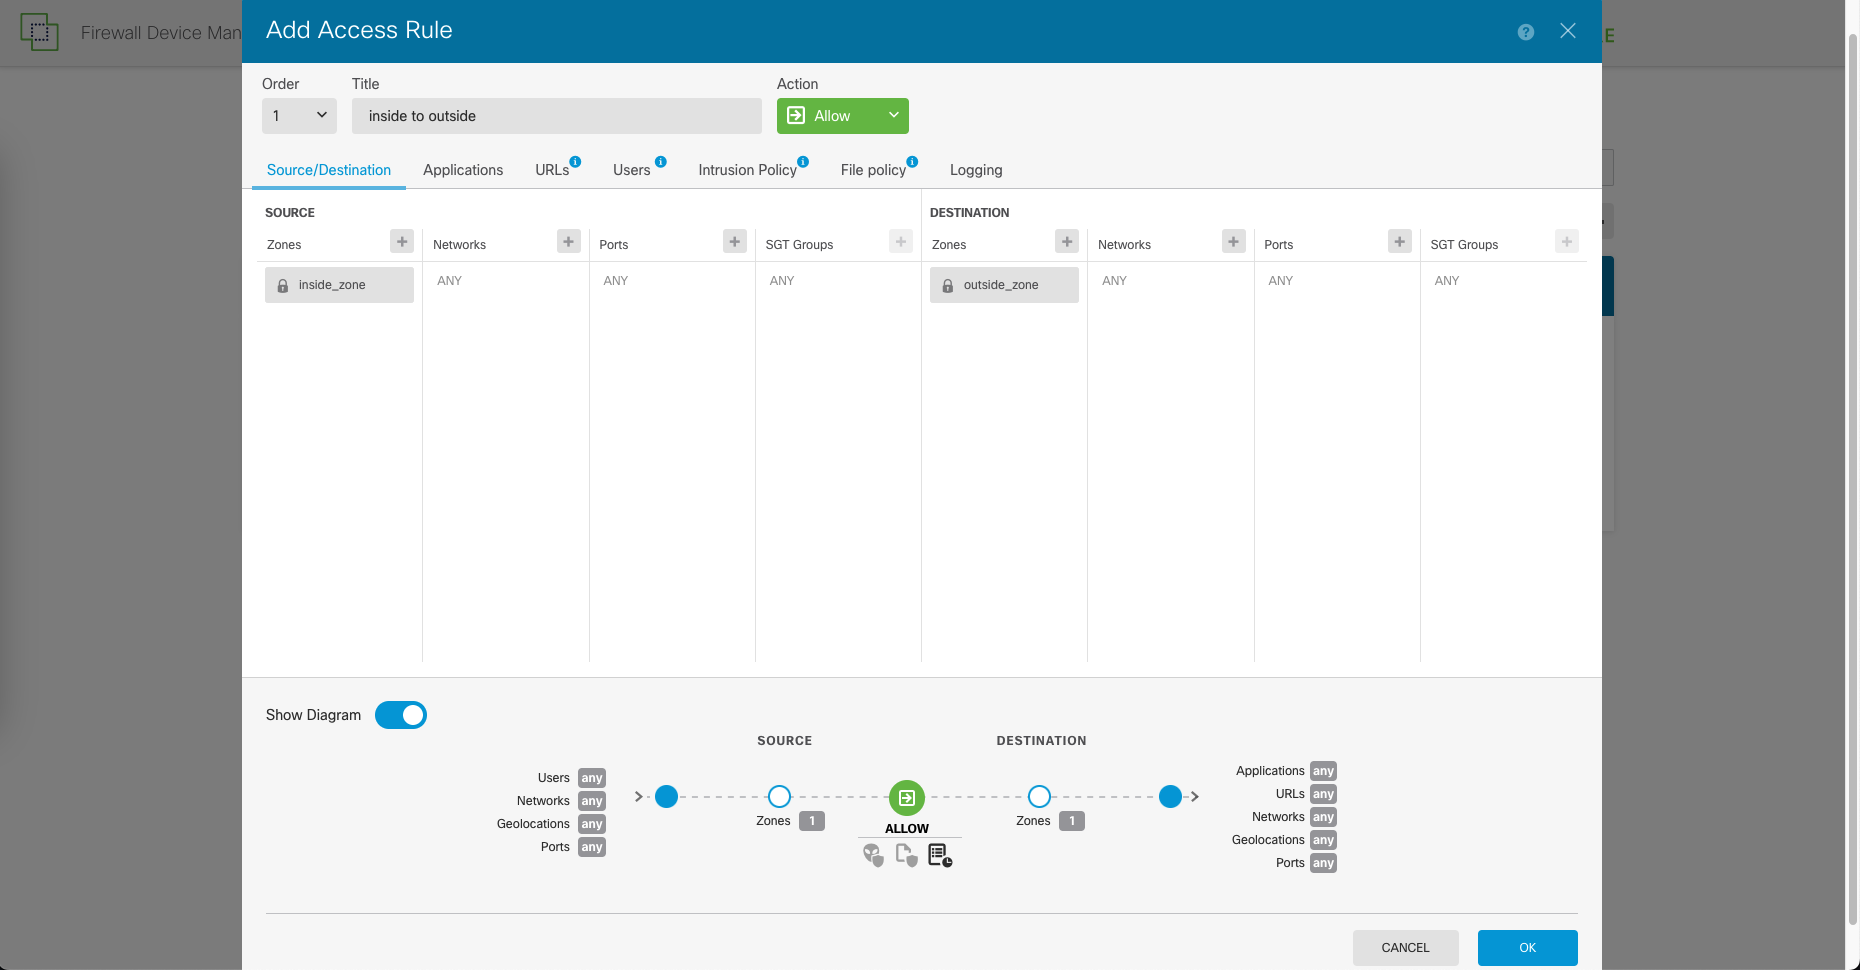 Firewall Device Man
Add Access Rule
?
E
Order
Title
Action
1
inside to outside
Allow
Source/Destination
Applications
URLs
Users
Intrusion Policy
File policy
Logging
SOURCE
DESTINATION
Zones
Networks
Ports
SGT Groups
Zones
Networks
Ports
SGT Groups
inside_zone
ANY
ANY
ANY
outside_zone
ANY
ANY
ANY
Show Diagram
SOURCE
DESTINATION
Users any
Networks any
Geolocations any
Ports any
Zones 1
ALLOW
Zones 1
Applications any
URLs any
Networks any
Geolocations any
Ports any
CANCEL
OK